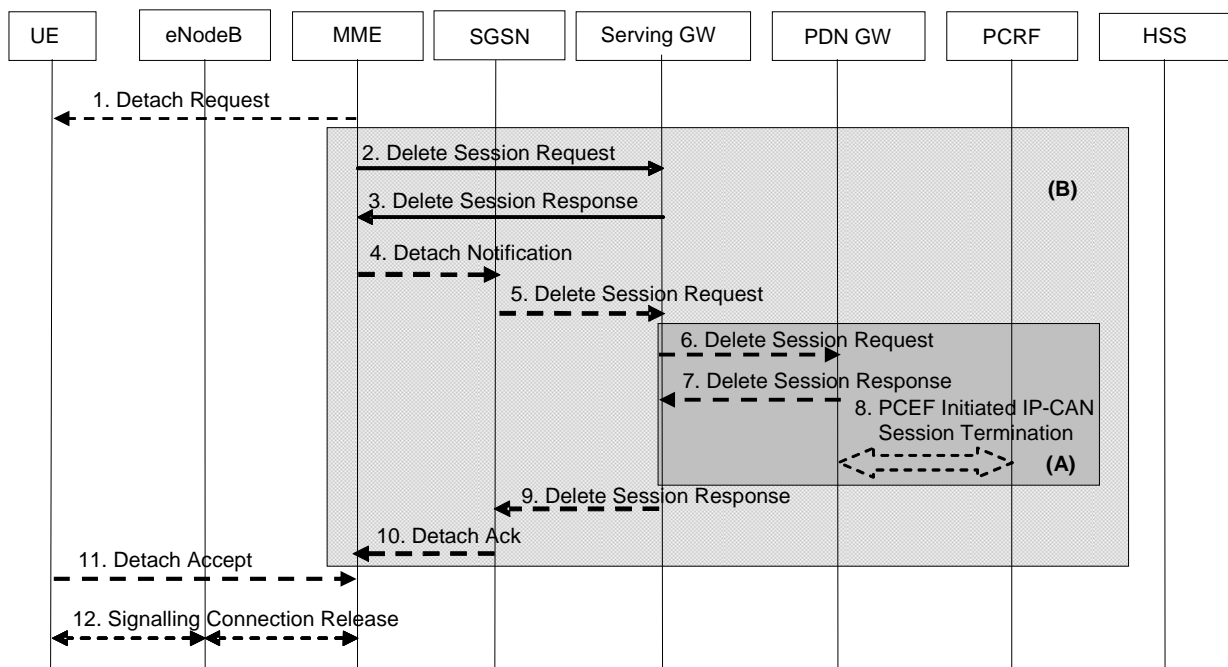 UE
eNodeB
MME
SGSN
Serving GW
PDN GW
PCRF
HSS
1. Detach Request
2. Delete Session Request
(B)
3. Delete Session Response
4. Detach Notification
5. Delete Session Request
6. Delete Session Request
7. Delete Session Response
8. PCEF Initiated IP-CAN
Session Termination
(A)
9. Delete Session Response
10. Detach Ack
11. Detach Accept
12. Signalling Connection Release